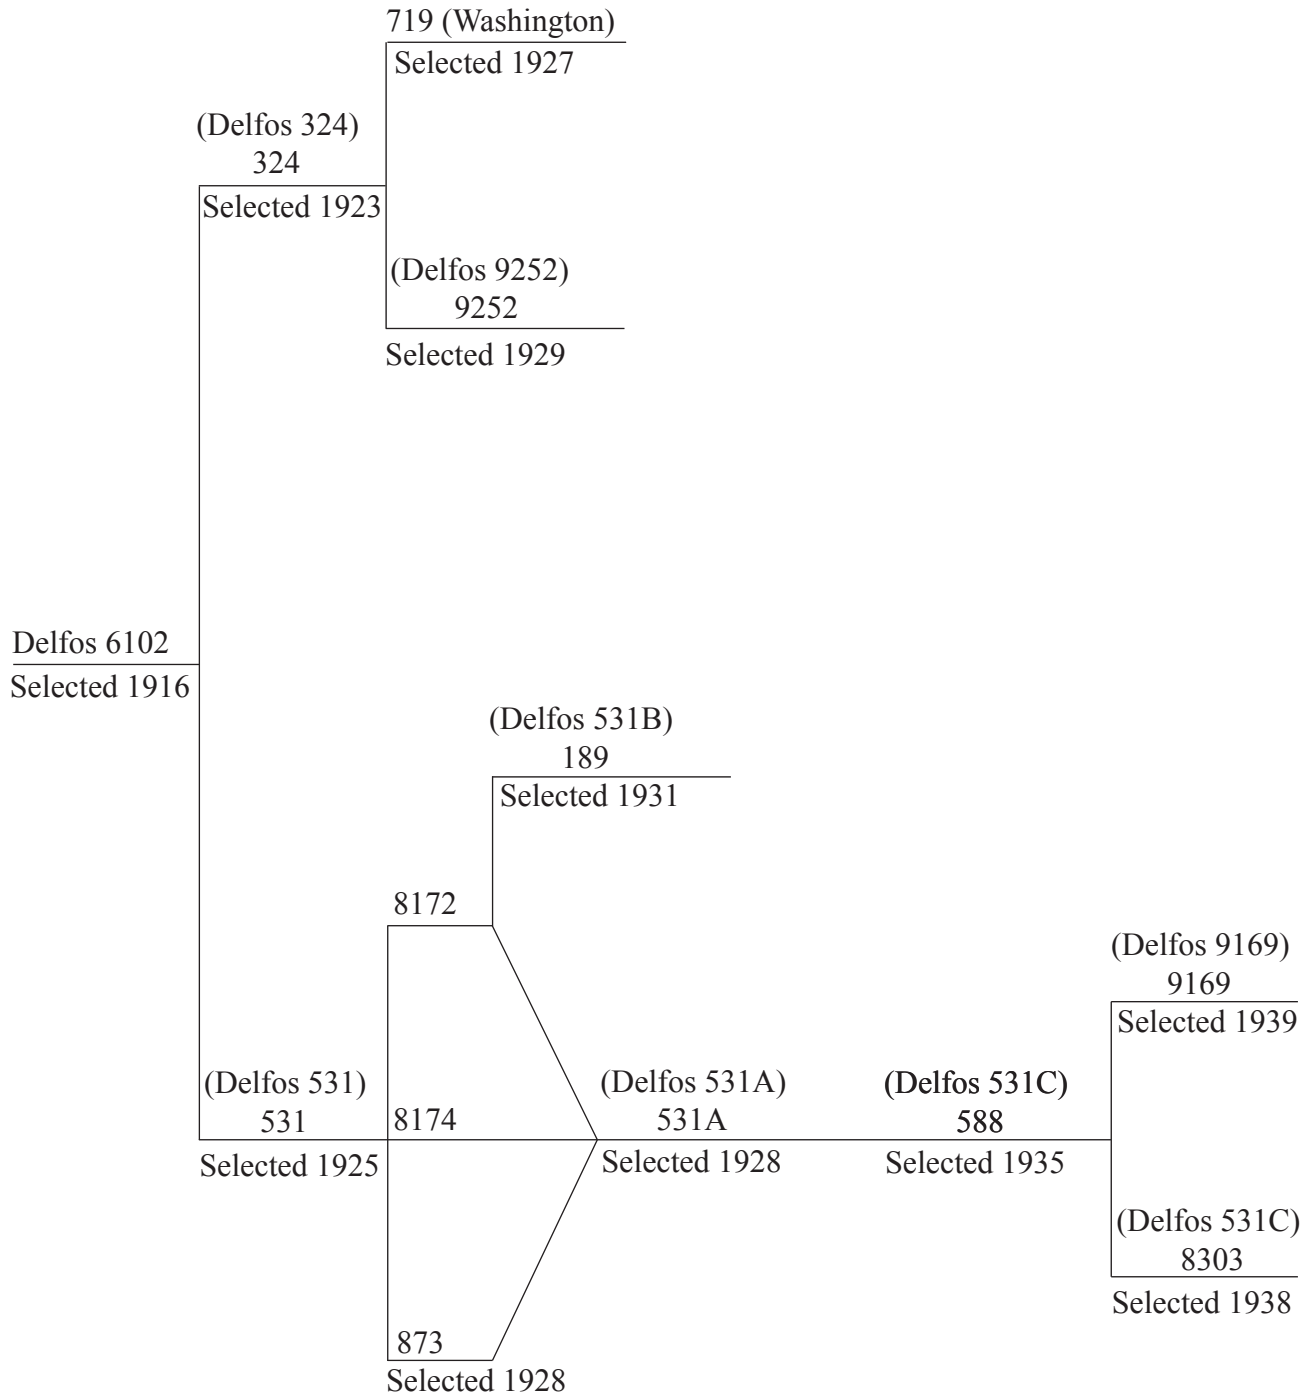 719 (Washington)
Selected 1927
(Delfos 324)
324
Selected 1923
(Delfos 9252)
9252
Selected 1929
Delfos 6102
Selected 1916
(Delfos 531B)
189
Selected 1931
8172
(Delfos 9169)
9169
Selected 1939
(Delfos 531)
531
Selected 1925
8174
(Delfos 531A)
531A
Selected 1928
(Delfos 531C)
588
Selected 1935
(Delfos 531C)
8303
Selected 1938
873
Selected 1928